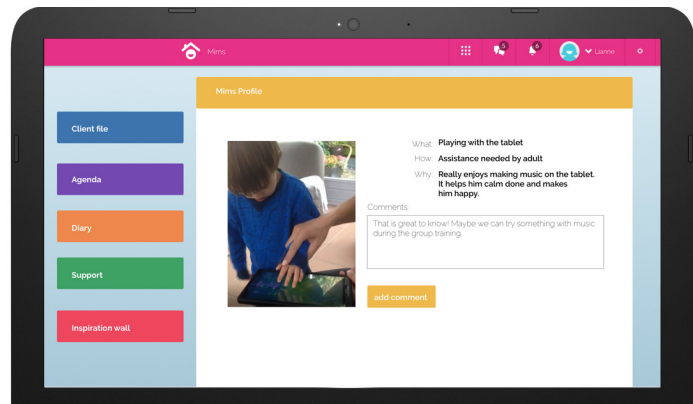 Mims
5
6
Lianne
Mims Profile
Client file
Agenda
Diary
Support
Inspiration wall
What: Playing with the tablet
How: Assistance needed by adult
Why: Really enjoys making music on the tablet.
It helps him calm done and makes
him happy.
Comments:
That is great to know! Maybe we can try something with music
during the group training.
add comment